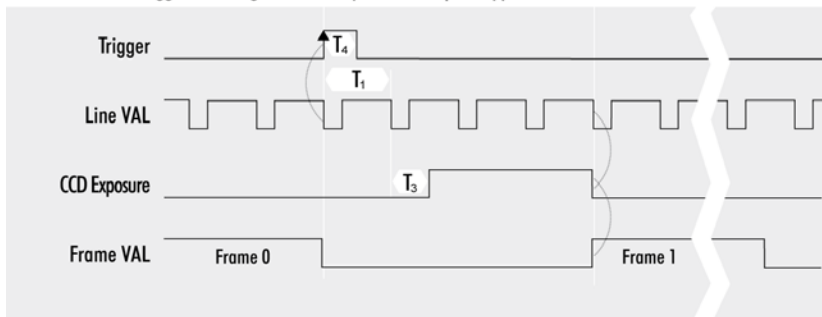 Trigger
T4
T1
Line VAL
CCD Exposure
T3
Frame VAL
Frame 0
Frame 1